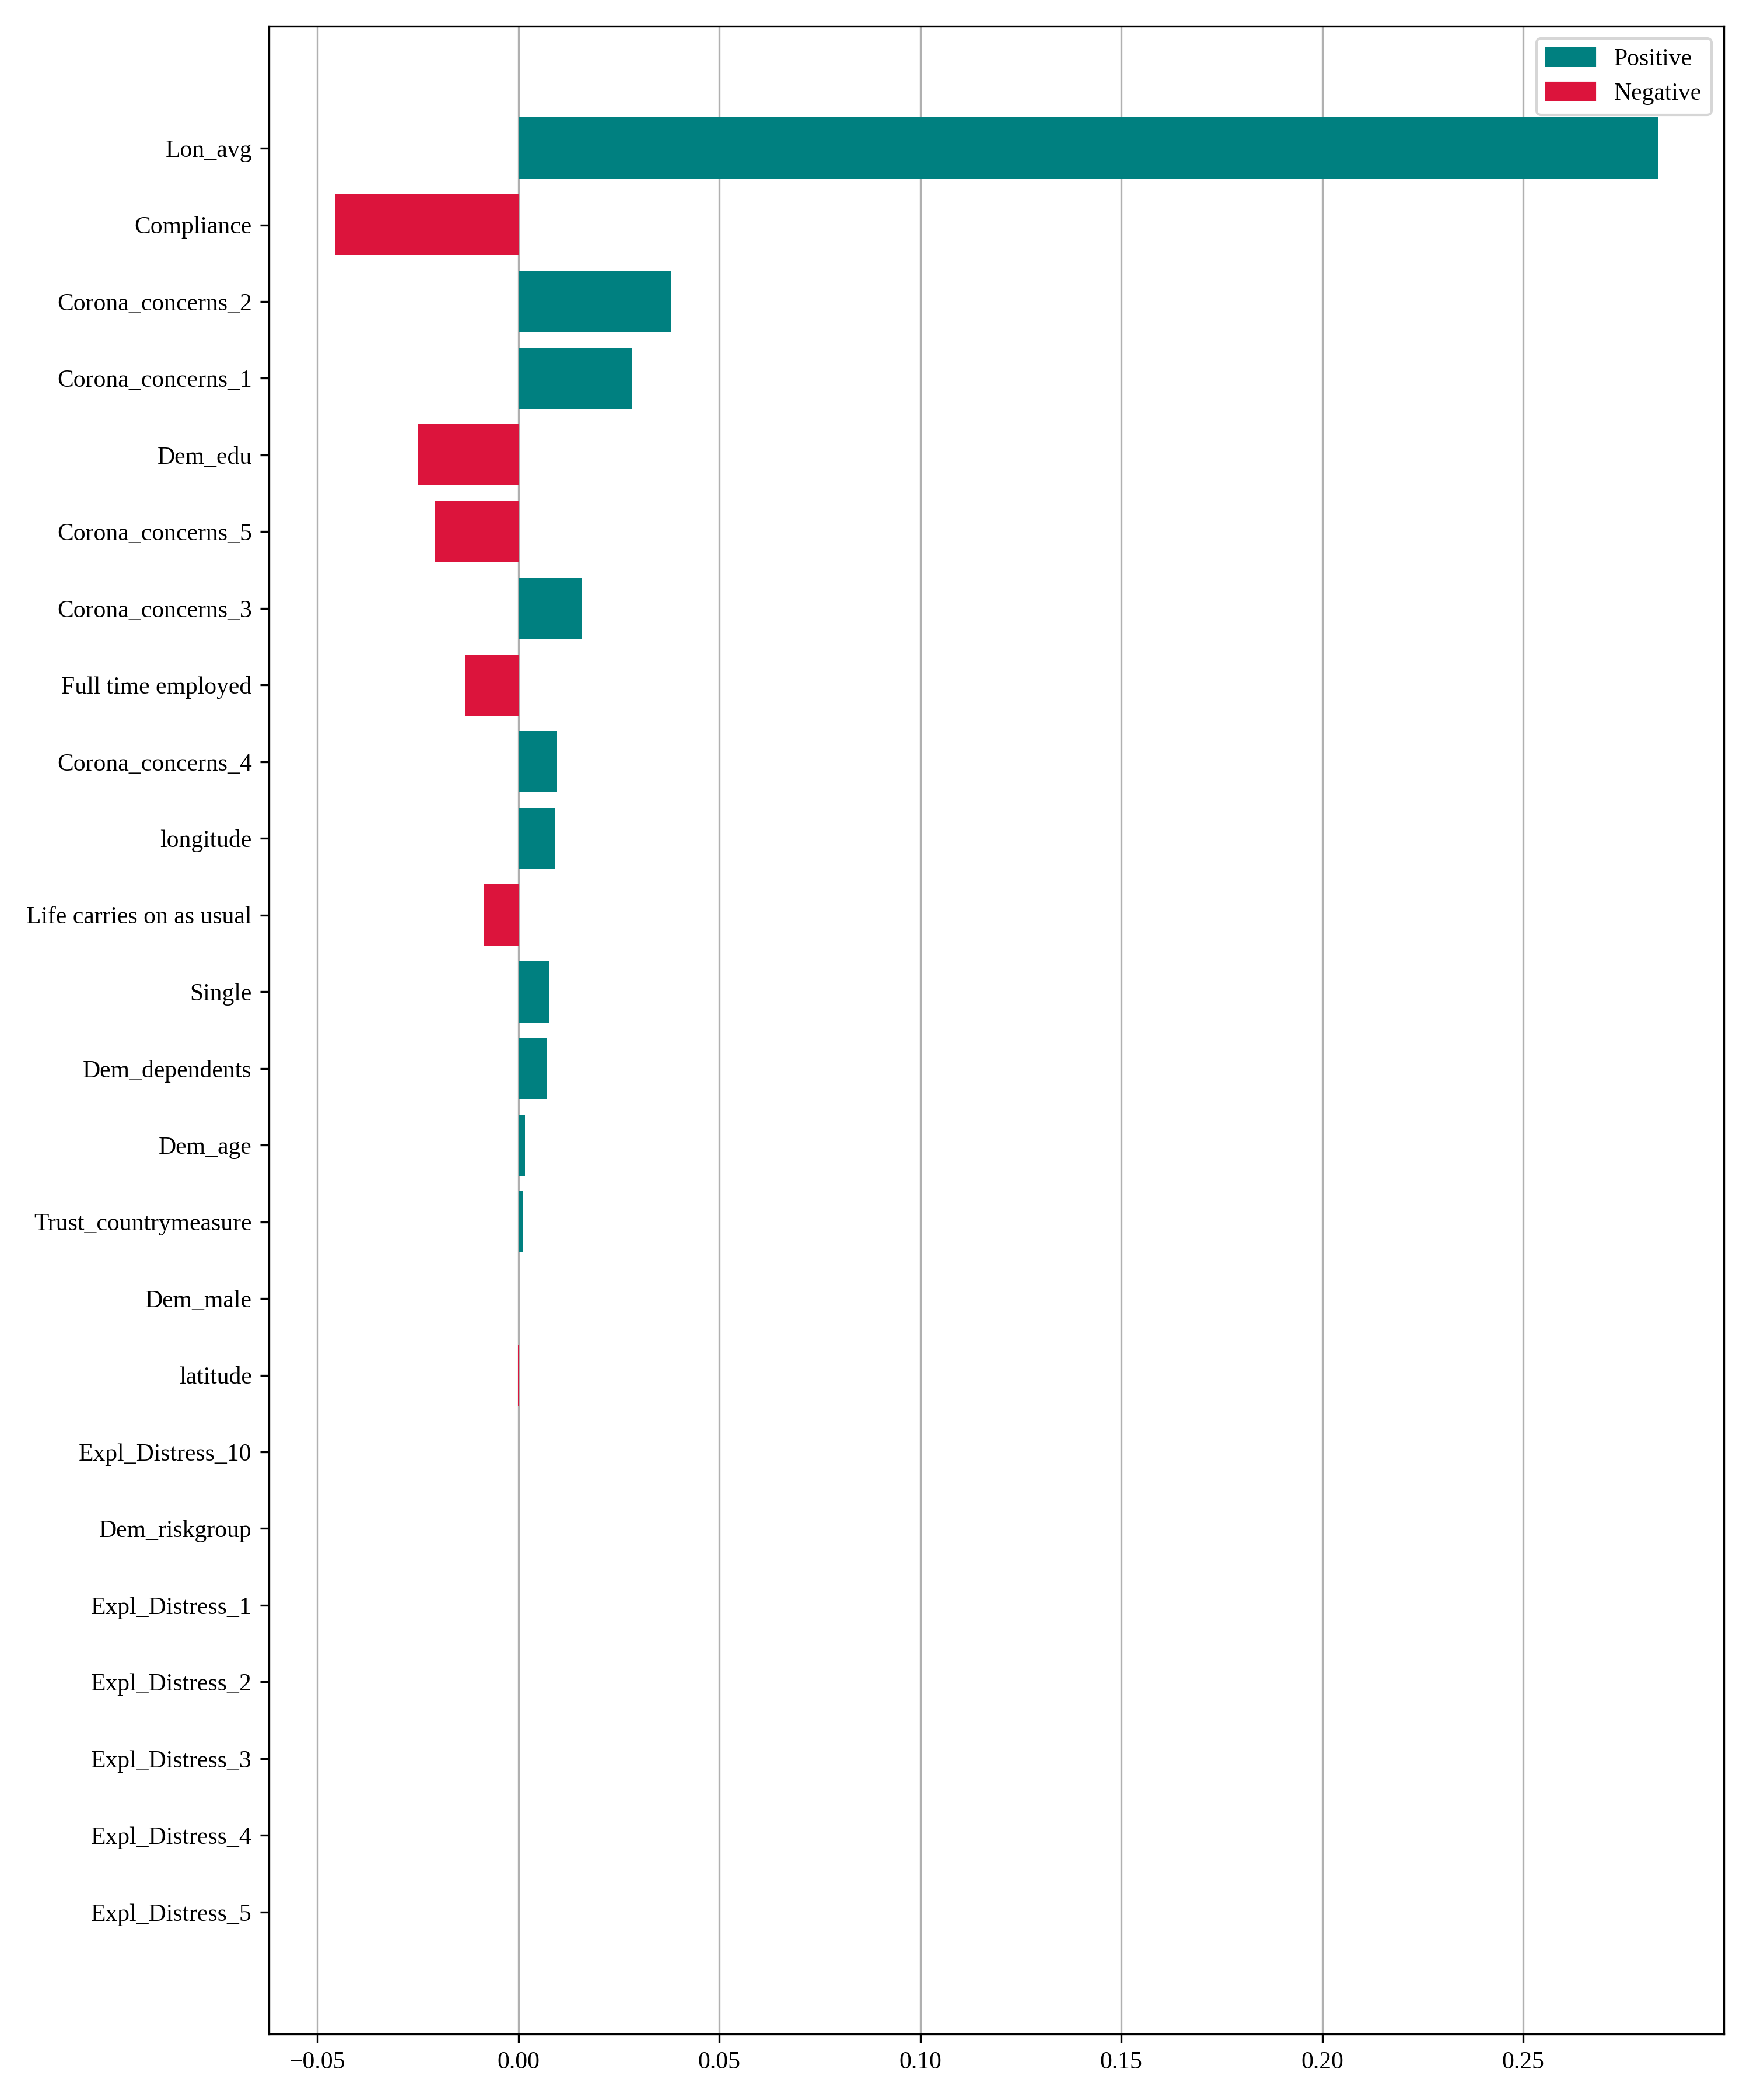 Positive
Negative
Lon_avg
Compliance
Corona_concerns_2
Corona_concerns_1
Dem_edu
Corona_concerns_5
Corona_concerns_3
Full time employed
Corona_concerns_4
longitude
Life carries on as usual
Single
Dem_dependents
Dem_age
Trust_countrymeasure
Dem_male
latitude
Expl_Distress_10
Dem_riskgroup
Expl_Distress_1
Expl_Distress_2
Expl_Distress_3
Expl_Distress_4
Expl_Distress_5
−0.05 0.00 0.05 0.10 0.15 0.20 0.25